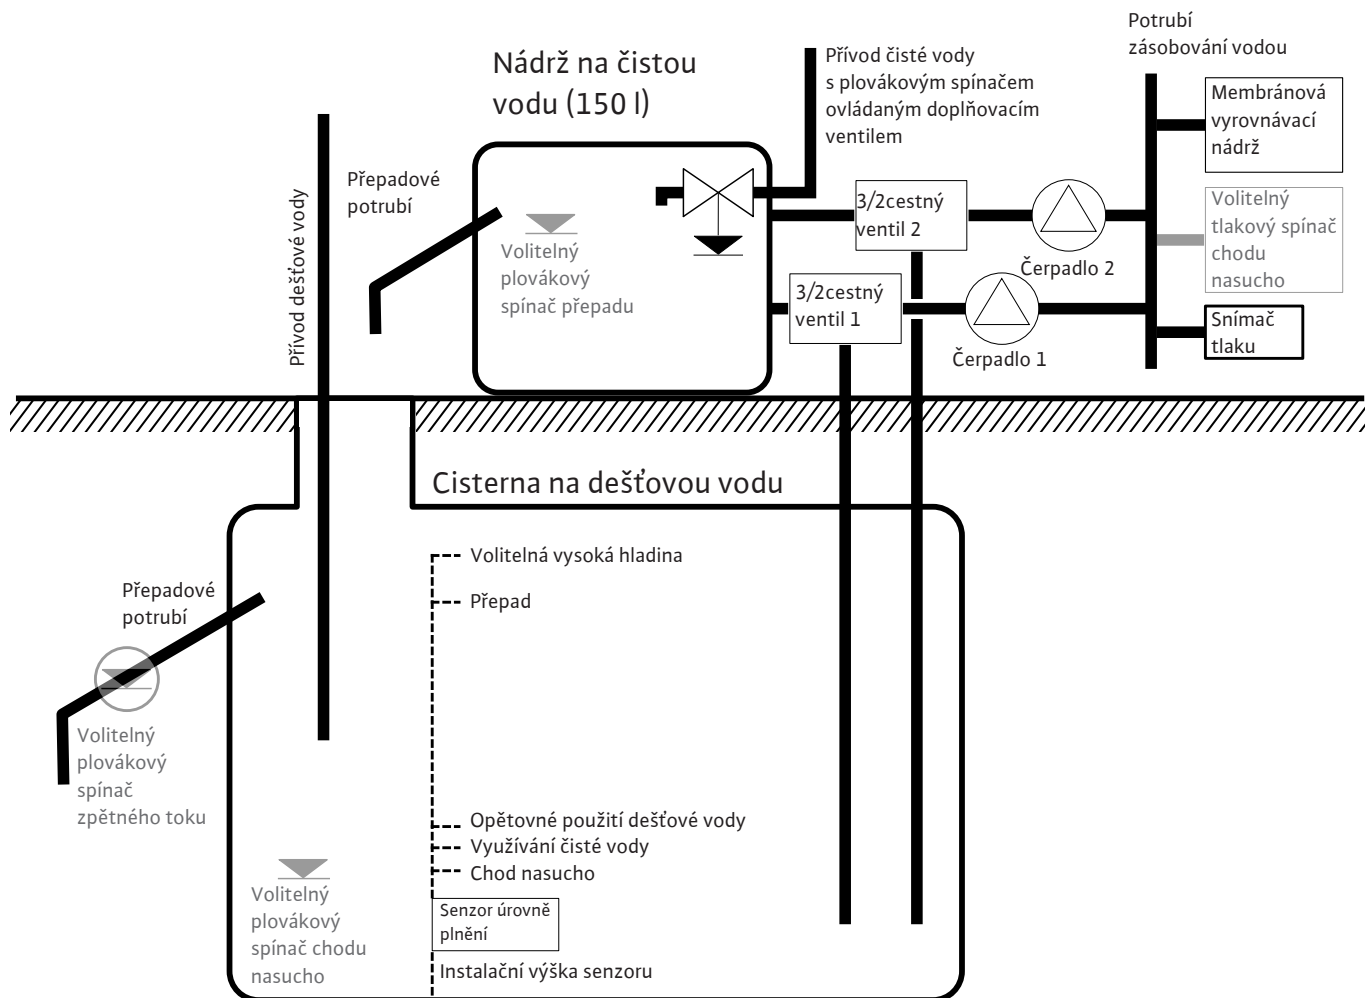 Potrubí
zásobování vodou
Nádrž na čistou
vodu (150 l)
Přívod čisté vody
s plovákovým spínačem
ovládaným doplňovacím
ventilem
Membránová
vyrovnávací
nádrž
Přívod dešťové vody
Přepadové
potrubí
Volitelný
plovákový
spínač přepadu
3/2cestný
ventil 2
Čerpadlo 2
Volitelný
tlakový spínač
chodu
nasucho
3/2cestný
ventil 1
Čerpadlo 1
Snímač
tlaku
Cisterna na dešťovou vodu
Volitelná vysoká hladina
Přepad
Přepadové
potrubí
Volitelný
plovákový
spínač
zpětného toku
Opětovné použití dešťové vody
Využívání čisté vody
Chod nasucho
Volitelný
plovákový
spínač chodu
nasucho
Senzor úrovně
plnění
Instalační výška senzoru